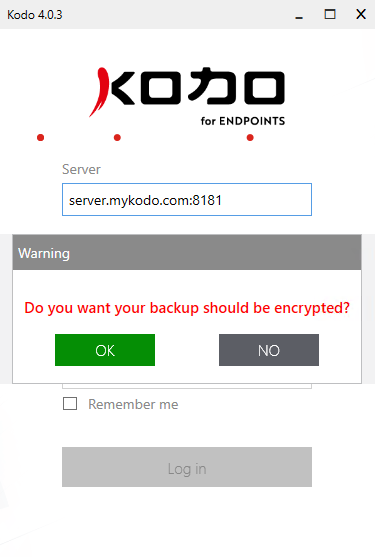 Kodo 4.0.3
KODO
for ENDPOINTS
Server
server.mykodo.com:8181
Warning
Do you want your backup should be encrypted?
OK
NO
Remember me
Log in